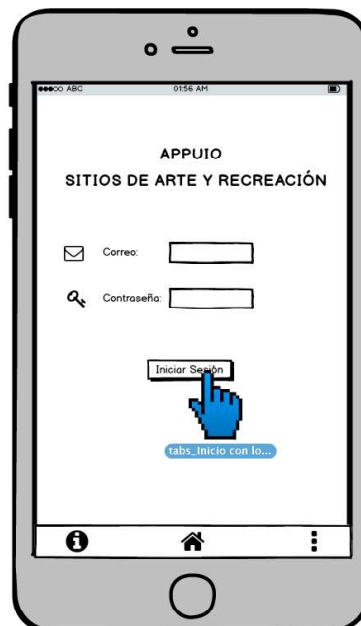 ABC 01:56 AM
APPUIO
SITIOS DE ARTE Y RECREACIÓN
Correo:
Contraseña:
Iniciar Sesión
tabs_Inicio con lo...